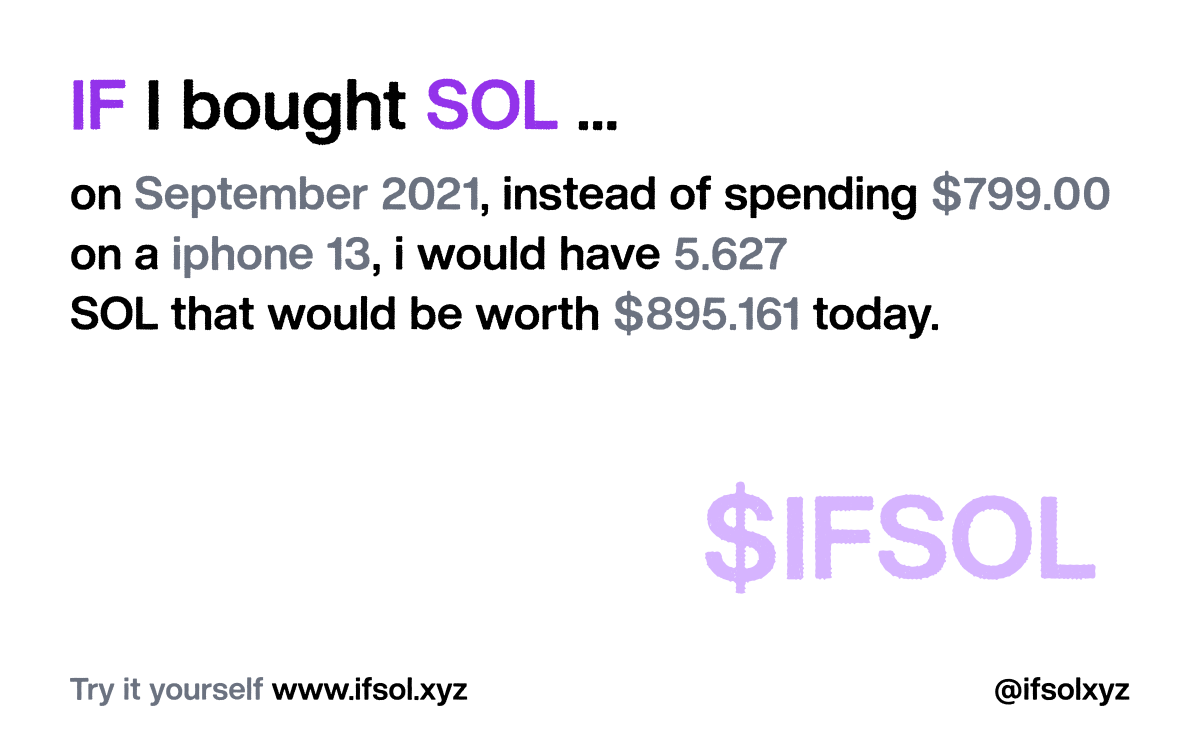 IF I bought SOL ...
on September 2021, instead of spending $799.00
on a iphone 13, i would have 5.627
SOL that would be worth $895.161 today.
$IFSOL
Try it yourself www.ifsol.xyz
@ifsolxyz